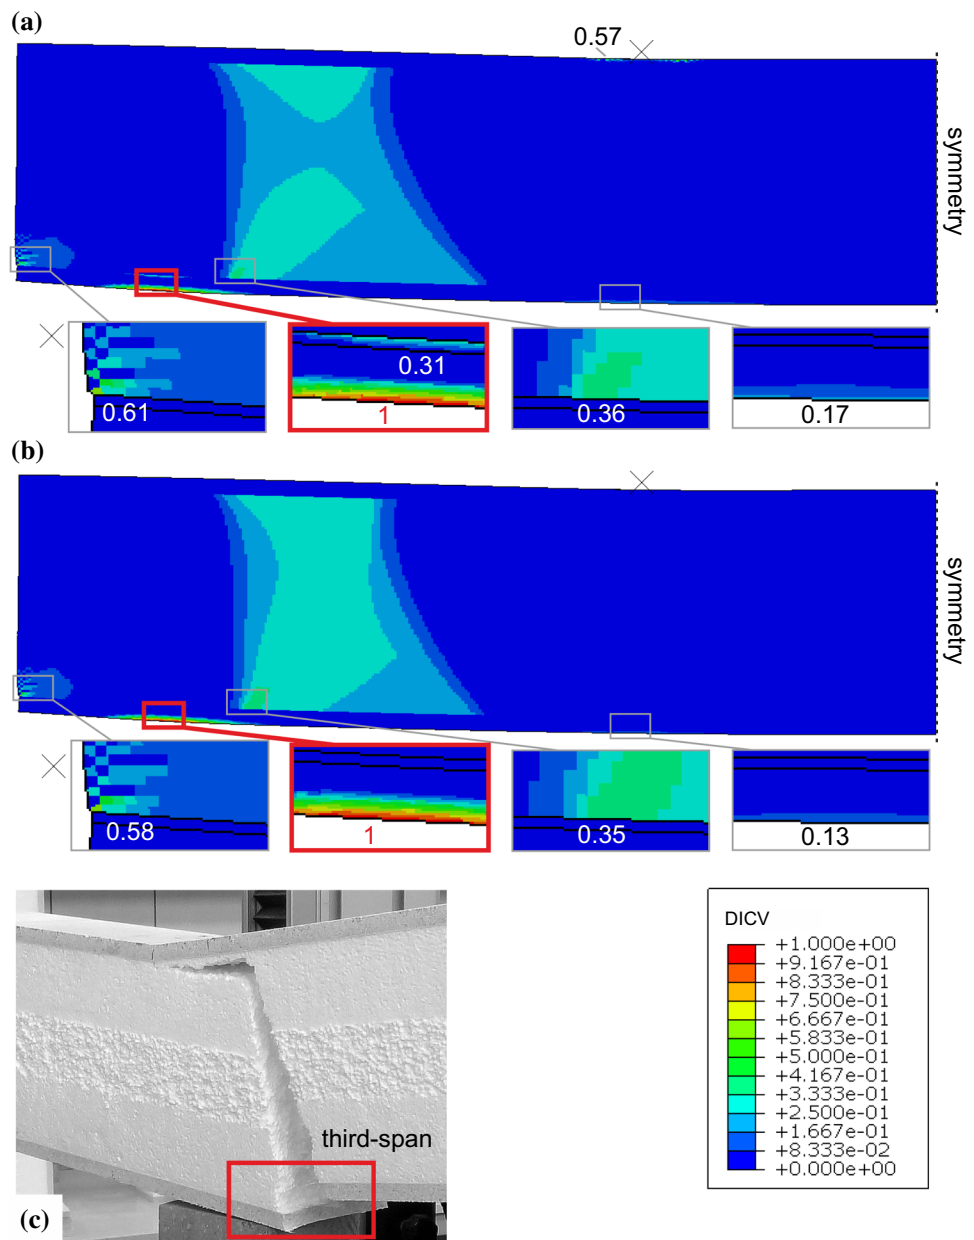 (a)
0.57
symmetry
0.61
0.31
1
0.36
0.17
(b)
symmetry
0.58
1
0.35
0.13
third-span
(c)
DICV
+1.000e+00
+9.167e-01
+8.333e-01
+7.500e-01
+6.667e-01
+5.833e-01
+5.000e-01
+4.167e-01
+3.333e-01
+2.500e-01
+1.667e-01
+8.333e-02
+0.000e+00